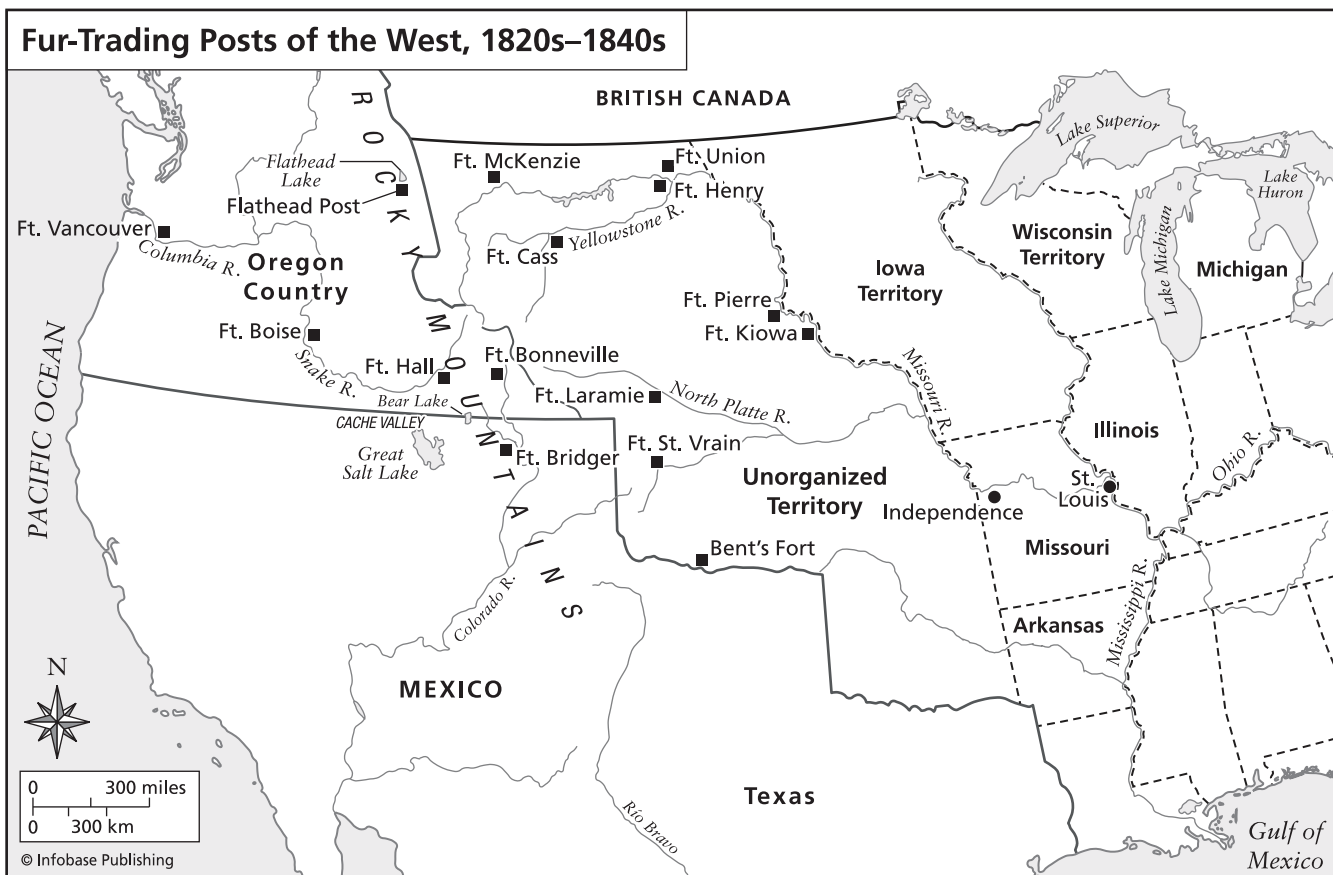 Fur-Trading Posts of the West, 1820s–1840s
BRITISH CANADA
ROCKY MOUNTAINS
Lake Superior
Lake
Huron
Lake Michigan
Flathead
Lake
Flathead Post
Ft. McKenzie
Ft. Union
Ft. Henry
Ft. Vancouver
Columbia R.
Oregon
Country
Ft. Cass
Yellowstone R.
Wisconsin
Territory
Michigan
Iowa
Territory
Ft. Pierre
Ft. Kiowa
Ft. Boise
Snake R.
Ft. Hall
Ft. Bonneville
Bear Lake
CACHE VALLEY
Great
Salt Lake
Ft. Laramie
North Platte R.
Missouri R.
Ft. Bridger
Ft. St. Vrain
Unorganized
Territory
Illinois
Ohio R.
St.
Louis
Independence
Missouri
PACIFIC OCEAN
Bent's Fort
Colorado R.
Arkansas
Mississippi R.
MEXICO
N
Texas
Río Bravo
Gulf of
Mexico
0 300 miles
0 300 km
© Infobase Publishing